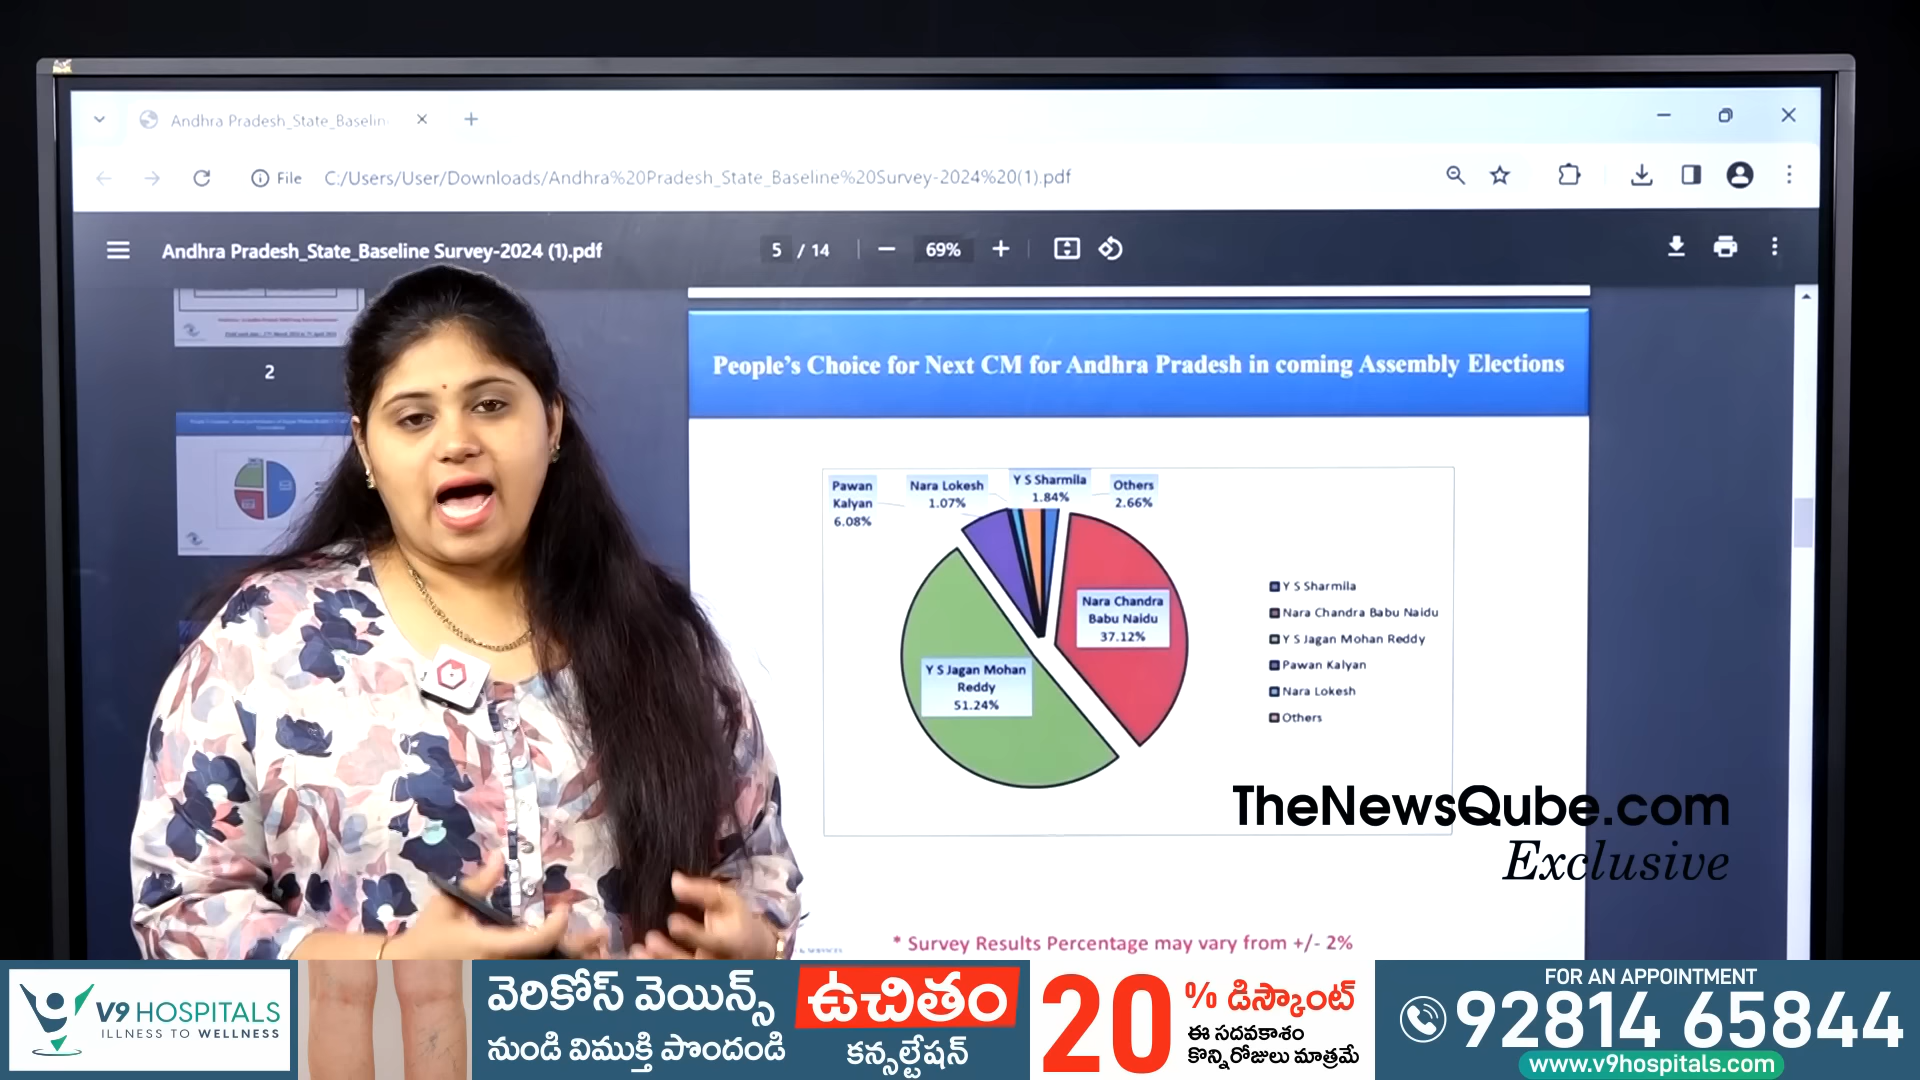 Andhra Pradesh_State_Baselin
File C:/Users/User/Downloads/Andhra%20Pradesh_State_Baseline%20Survey-2024%20(1).pdf
Andhra Pradesh_State_Baseline Survey-2024 (1).pdf
5 / 14
69%
2
People's Choice for Next CM for Andhra Pradesh in coming Assembly Elections
Pawan
Kalyan
6.08%
Nara Lokesh
1.07%
Y S Sharmila
1.84%
Others
2.66%
Nara Chandra
Babu Naidu
37.12%
Y S Jagan Mohan
Reddy
51.24%
Y S Sharmila
Nara Chandra Babu Naidu
Y S Jagan Mohan Reddy
Pawan Kalyan
Nara Lokesh
Others
TheNewsQube.com
Exclusive
* Survey Results Percentage may vary from +/- 2%
V9 HOSPITALS
ILLNESS TO WELLNESS
వెరికోస్ వెయిన్స్
నుండి విముక్తి పొందండి
ఉచితం
కన్సల్టేషన్
20 % డిస్కౌంట్
ఈ సదవకాశం
కొన్నిరోజులు మాత్రమే
FOR AN APPOINTMENT
92814 65844
www.v9hospitals.com